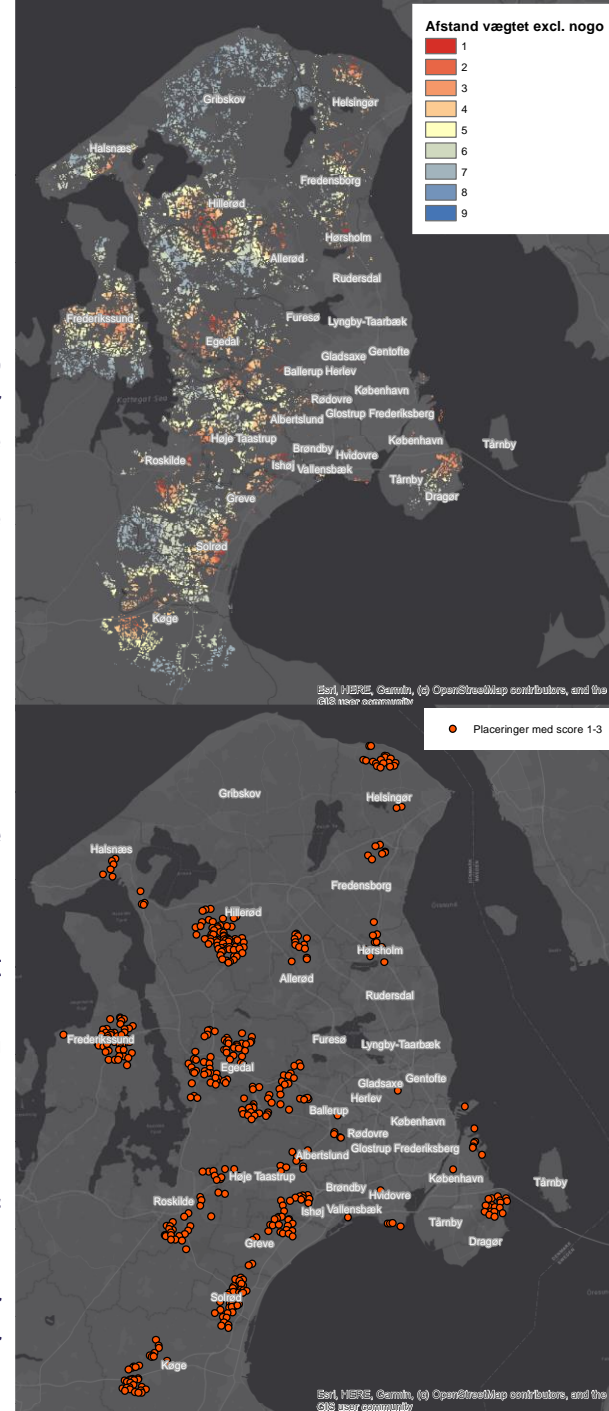 Afstand vægtet excl. nogo
1
2
3
4
5
6
7
8
9
Gribskov
Helsingør
Halsnæs
Fredensborg
Hillerød
Hørsholm
Allerød
Rudersdal
Frederikssund
Furesø
Lyngby-Taarbæk
Egedal
Gentofte
Gladsaxe
Ballerup Herlev
København
Kattegat Sea
Rødovre
Albertslund
Glostrup Frederiksberg
Høje Taastrup
København
Tårnby
Brøndby
Hvidovre
Roskilde
Ishøj Vallensbæk
Tårnby
Greve
Dragør
Solrød
Køge
Esri, HERE, Garmin, (c) OpenStreetMap contributors, and the
GIS user community
Placeringer med score 1-3
Gribskov
Helsingør
Halsnæs
Fredensborg
Hillerød
Hørsholm
Allerød
Rudersdal
Frederikssund
Furesø
Lyngby-Taarbæk
Egedal
Gentofte
Gladsaxe
Herlev
Ballerup
København
Rødovre
Glostrup Frederiksberg
Albertslund
Høje Taastrup
København
Tårnby
Brøndby
Hvidovre
Roskilde
Ishøj Vallensbæk
Tårnby
Greve
Dragør
Solrød
Køge
Esri, HERE, Garmin, (c) OpenStreetMap contributors, and the
GIS user community